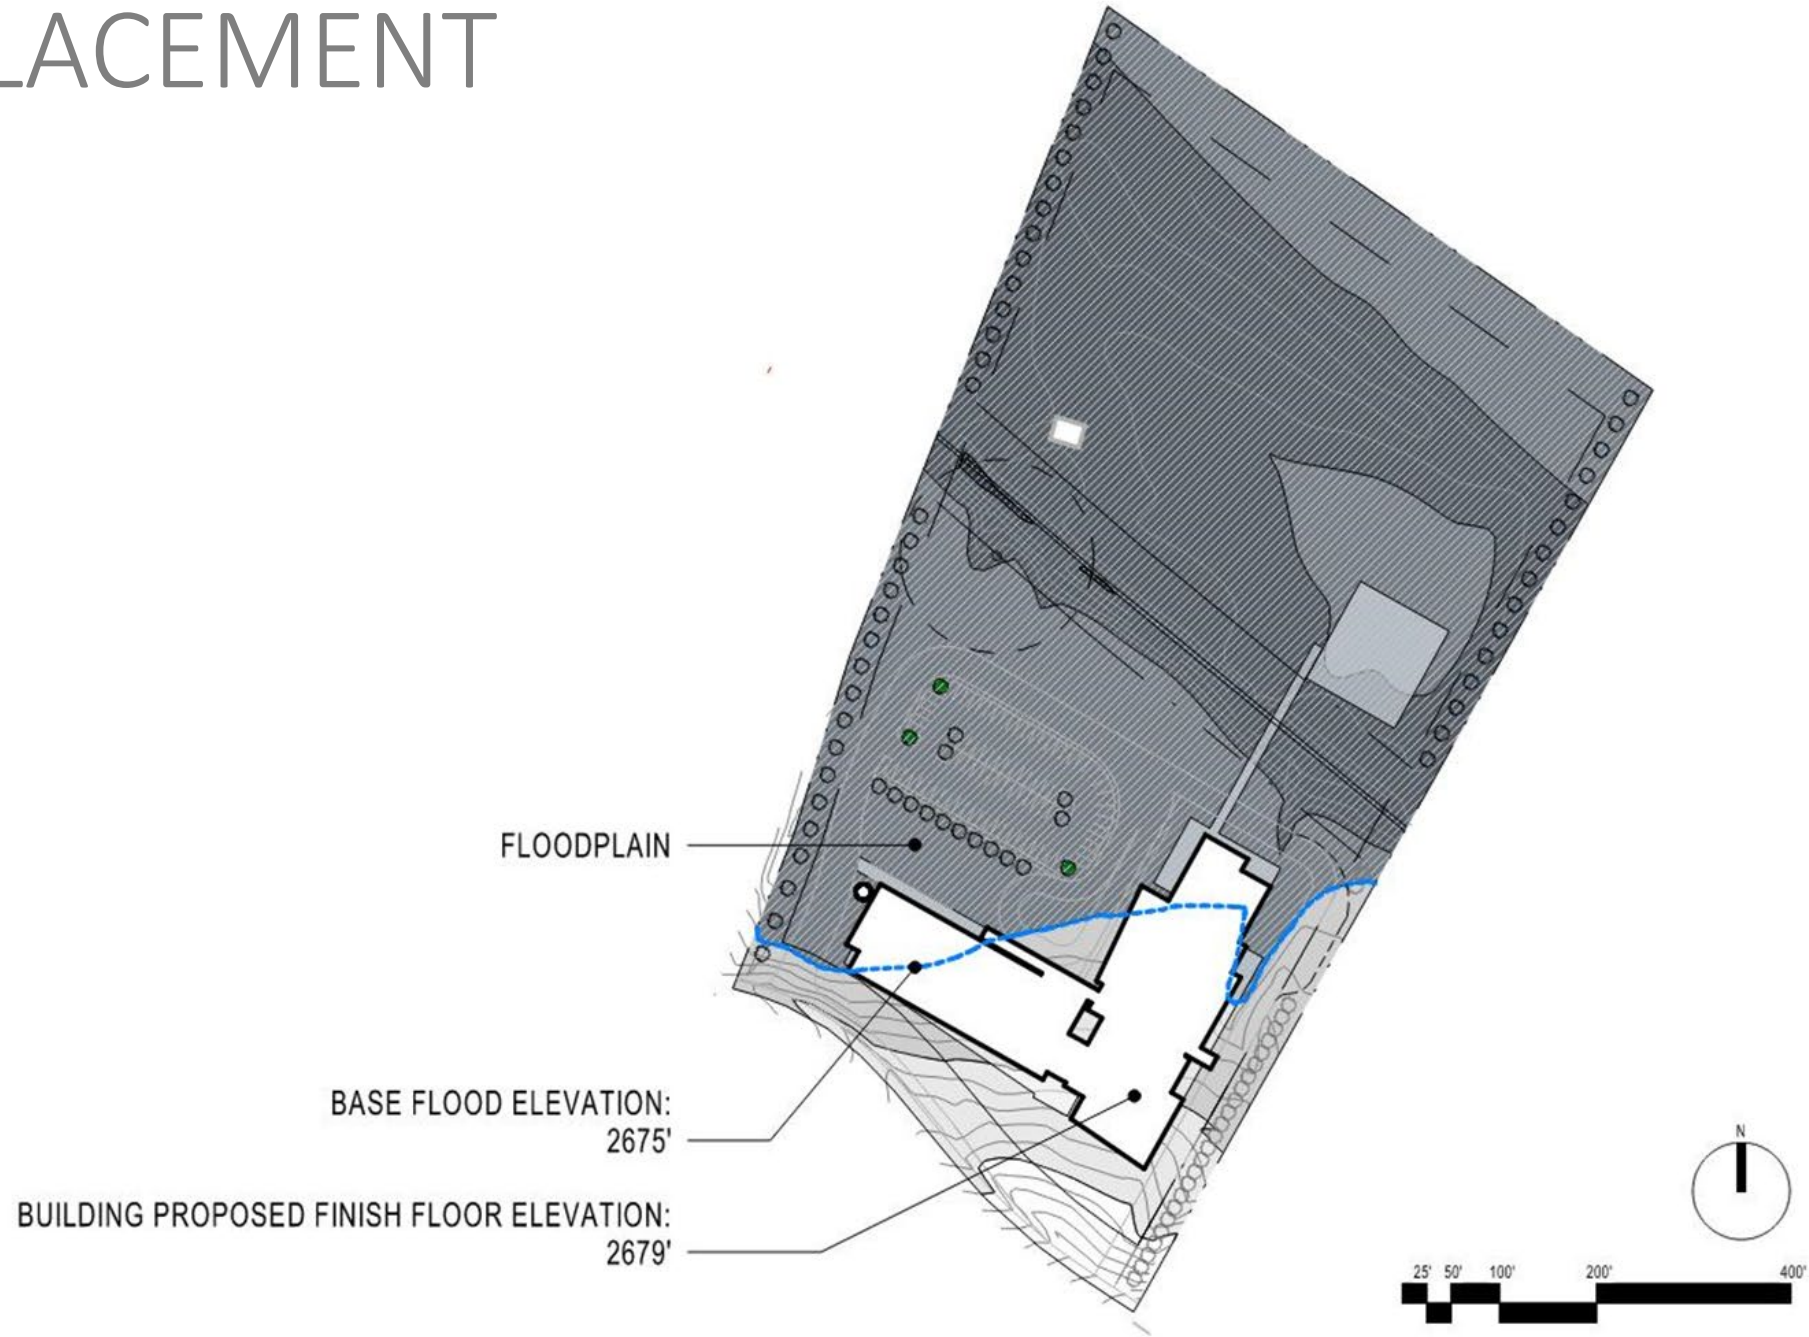 LACEMENT
FLOODPLAIN
BASE FLOOD ELEVATION:
2675'
BUILDING PROPOSED FINISH FLOOR ELEVATION:
2679'
N
25' 50' 100' 200' 400'